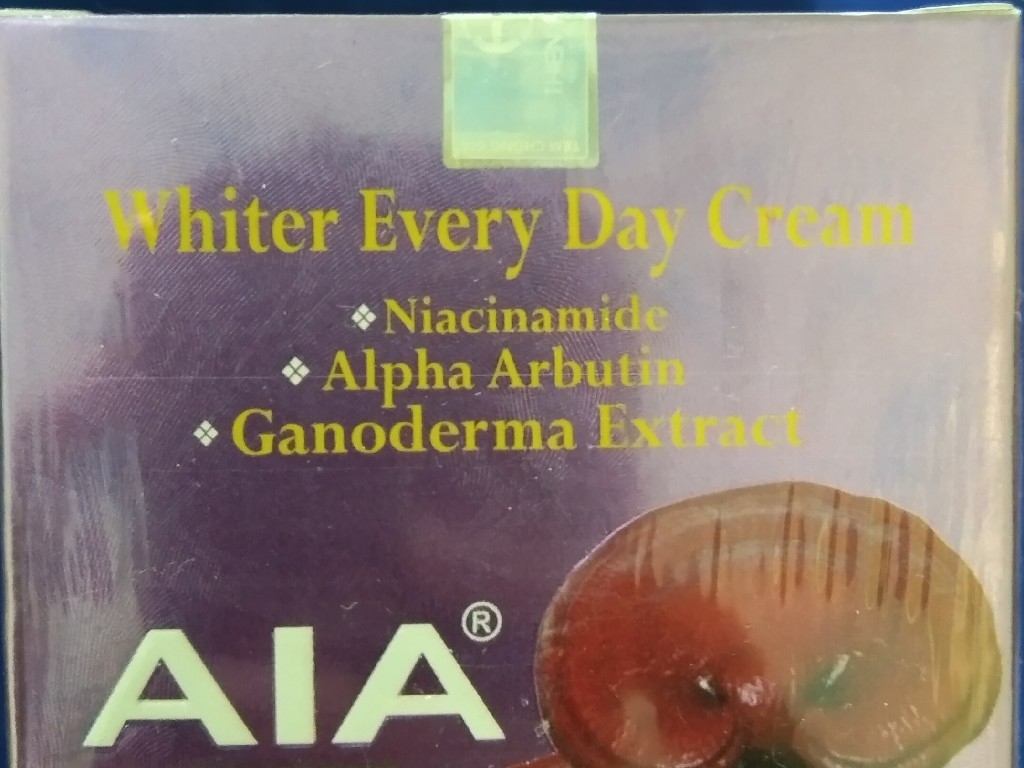 Whiter Every Day Cream
Niacinamide
Alpha Arbutin
Ganoderma Extract
AIA®